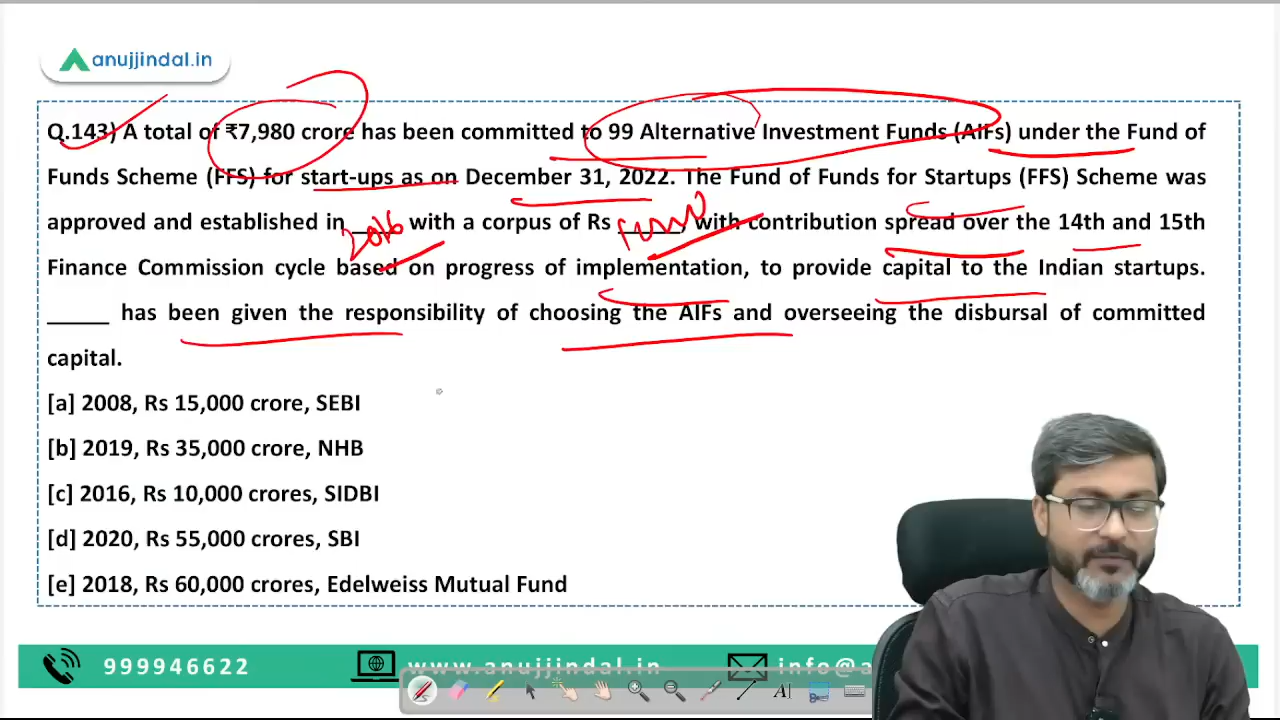 anujjindal.in
Q.143) A total of ₹7,980 crore has been committed to 99 Alternative Investment Funds (AIFs) under the Fund of
Funds Scheme (FFS) for start-ups as on December 31, 2022. The Fund of Funds for Startups (FFS) Scheme was
approved and established in 2016 with a corpus of Rs _____, with contribution spread over the 14th and 15th
Finance Commission cycle based on progress of implementation, to provide capital to the Indian startups.
_____ has been given the responsibility of choosing the AIFs and overseeing the disbursal of committed
capital.
[a] 2008, Rs 15,000 crore, SEBI
[b] 2019, Rs 35,000 crore, NHB
[c] 2016, Rs 10,000 crores, SIDBI
[d] 2020, Rs 55,000 crores, SBI
[e] 2018, Rs 60,000 crores, Edelweiss Mutual Fund
999946622 www.anujjindal.in info@a